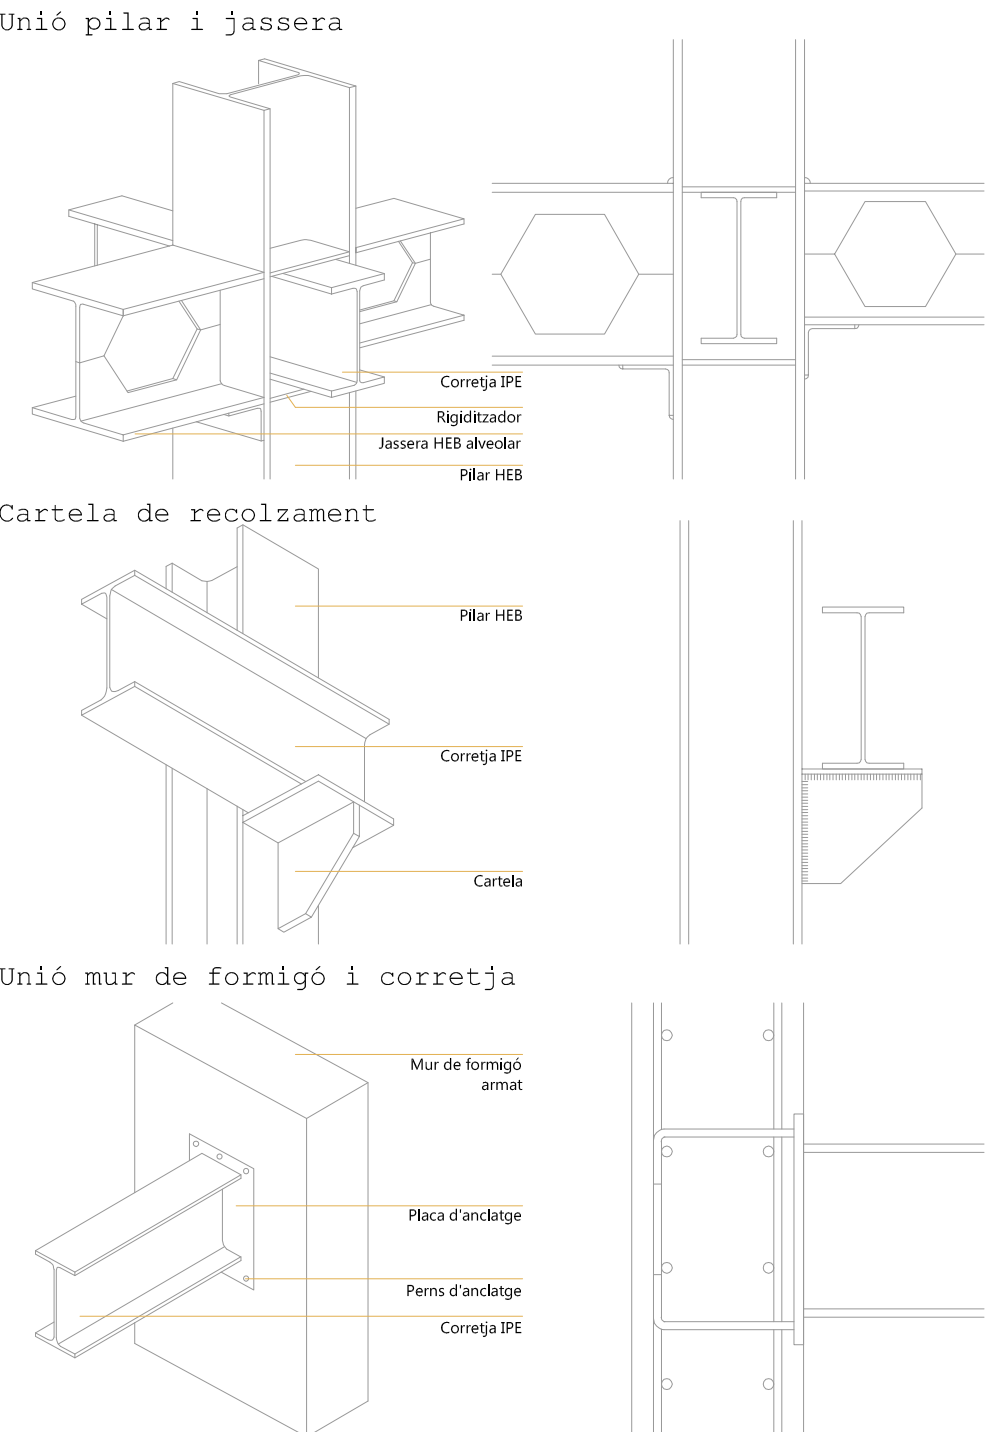 Unió pilar i jassera
Corretja IPE
Rigiditzador
Jassera HEB alveolar
Pilar HEB
Cartela de recolzament
Pilar HEB
Corretja IPE
Cartela
Unió mur de formigó i corretja
Mur de formigó
armat
Placa d'anclatge
Perns d'anclatge
Corretja IPE